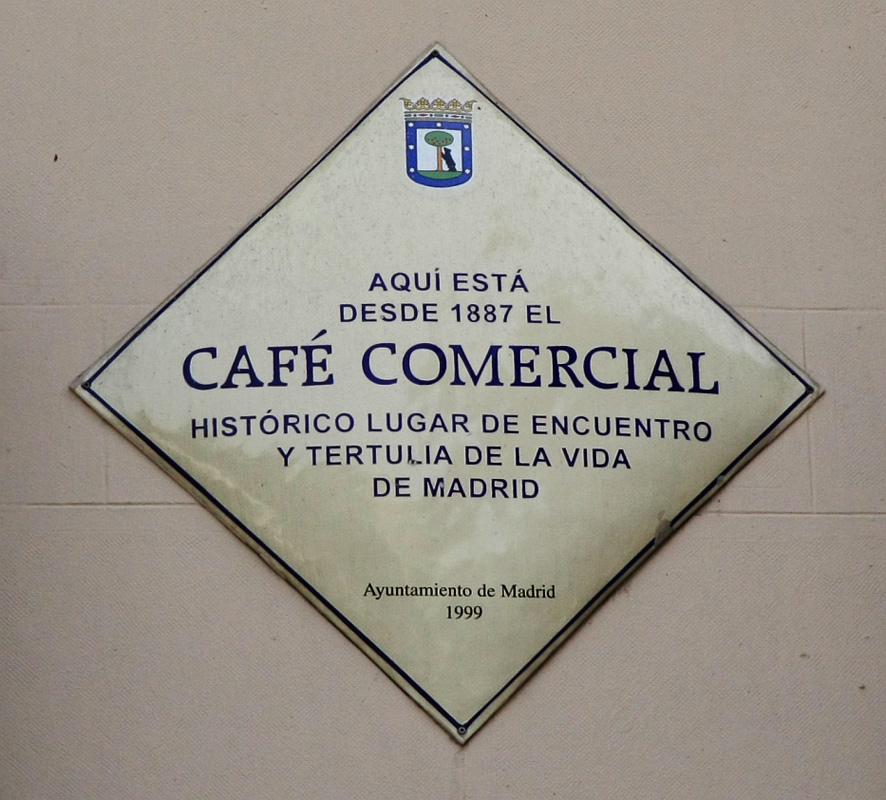 AQUÍ ESTÁ
DESDE 1887 EL
CAFÉ COMERCIAL
HISTÓRICO LUGAR DE ENCUENTRO
Y TERTULIA DE LA VIDA
DE MADRID
Ayuntamiento de Madrid
1999